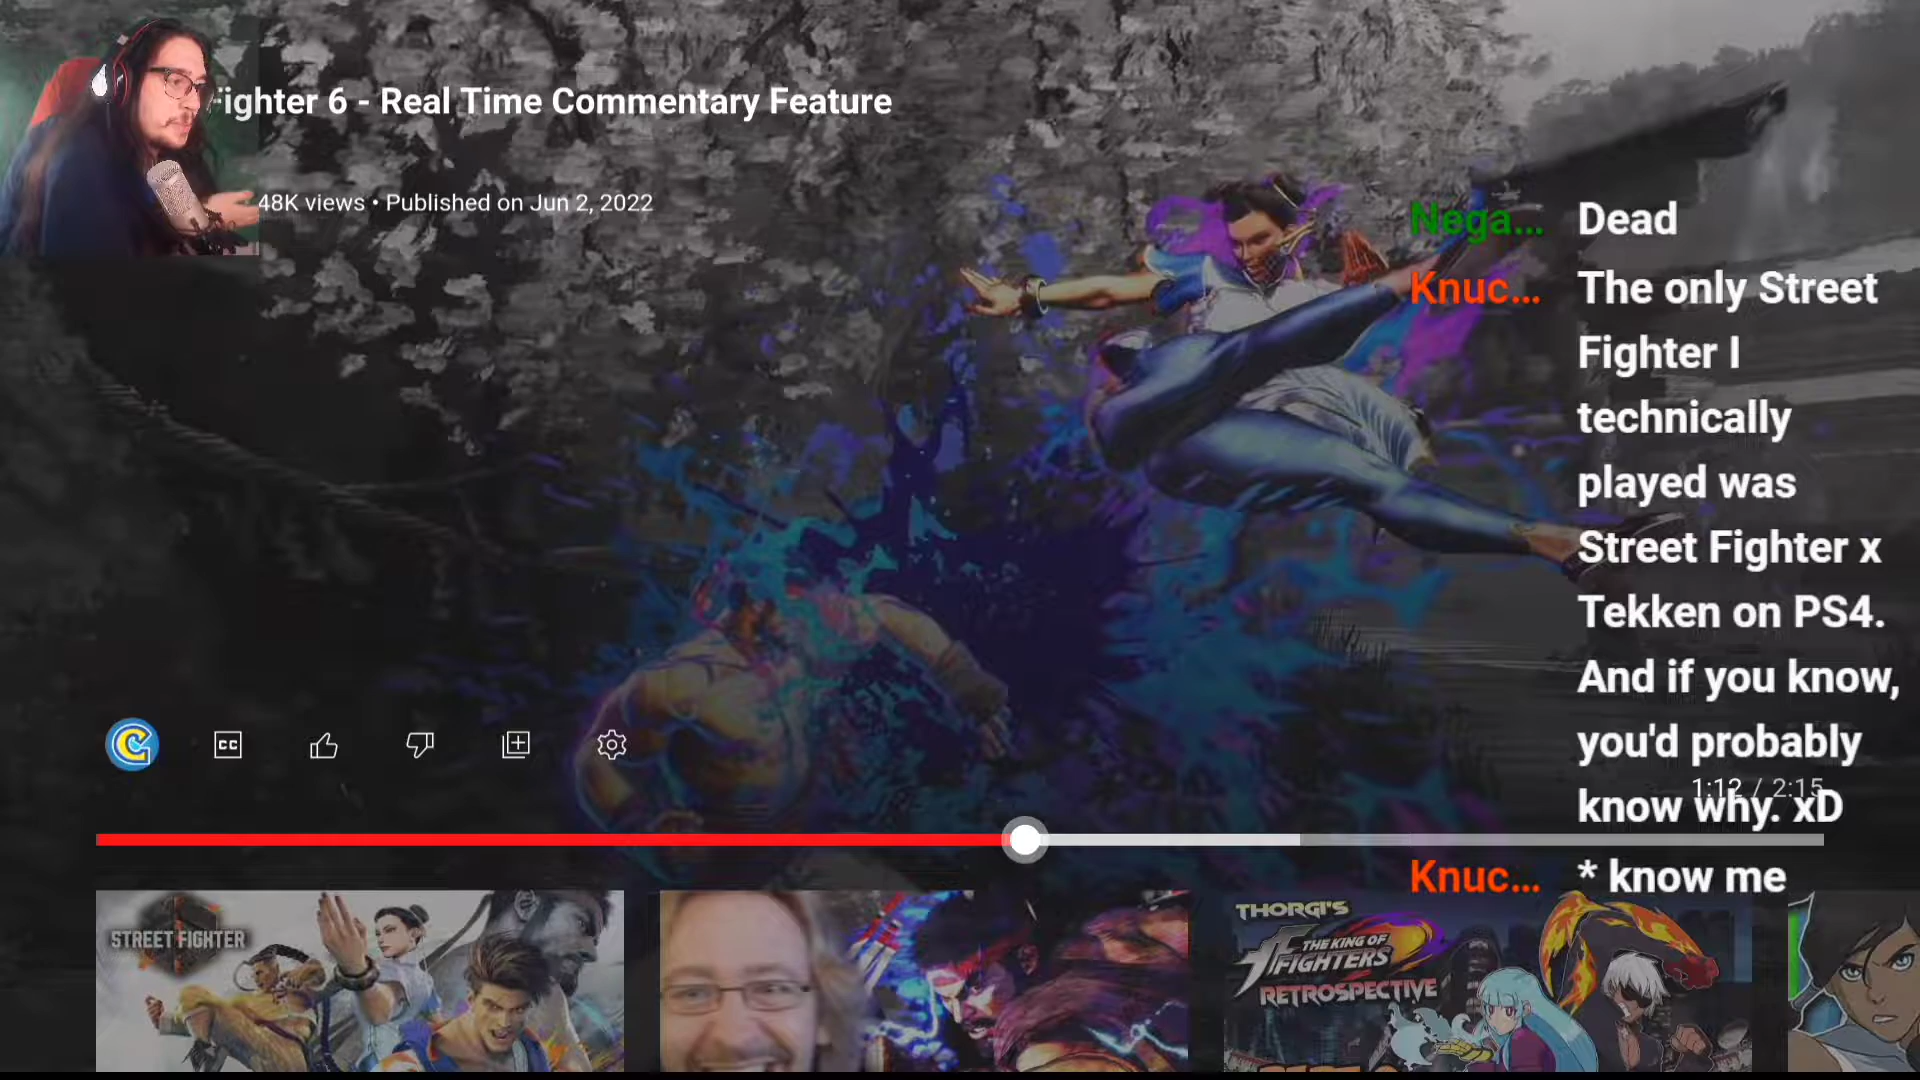 ighter 6 - Real Time Commentary Feature
48K views • Published on Jun 2, 2022
Nega... Dead
Knuc... The only Street
Fighter I
technically
played was
Street Fighter x
Tekken on PS4.
And if you know,
you'd probably
know why. xD
1:12 / 2:15
Knuc... * know me
CC
STREET FIGHTER
THORGI'S
THE KING OF
FIGHTERS
RETROSPECTIVE